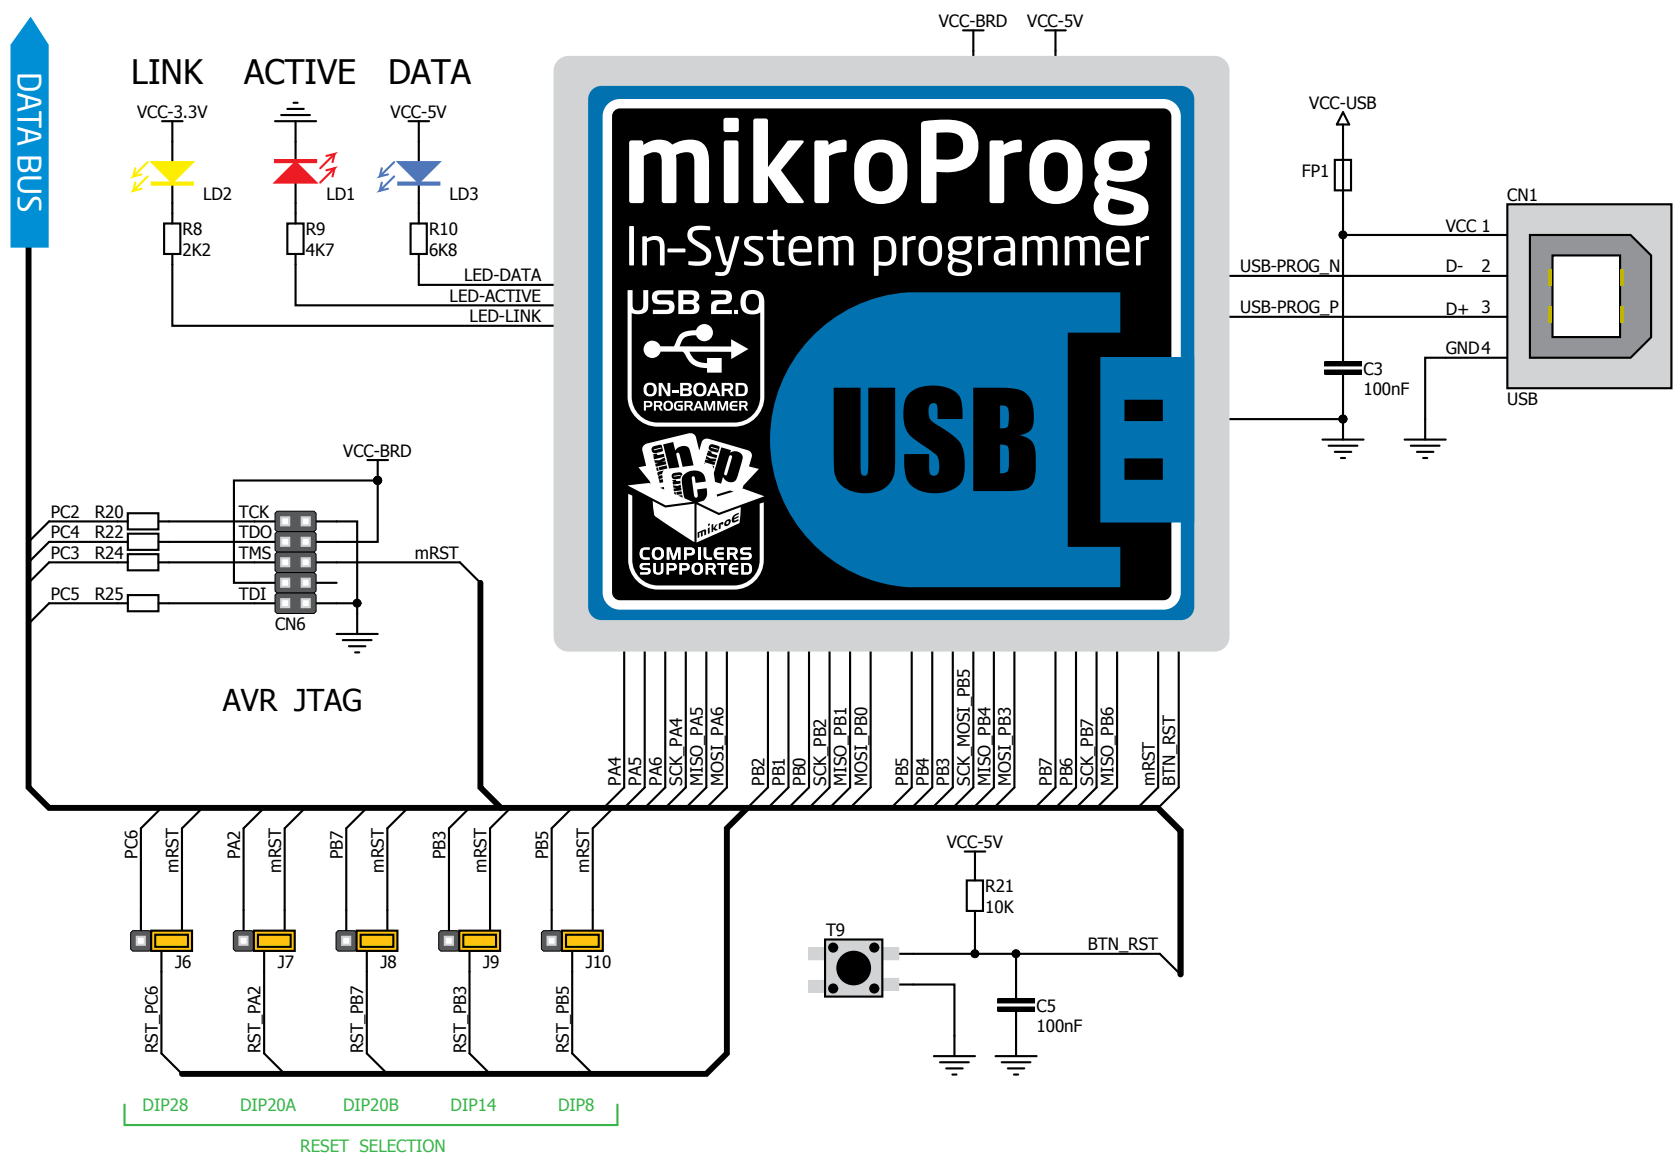 VCC-BRD VCC-5V
DATA BUS
LINK ACTIVE DATA
VCC-3.3V VCC-5V
LD2 LD1 LD3
R8
2K2
R9
4K7
R10
6K8
LED-DATA
LED-ACTIVE
LED-LINK
mikroProg
In-System programmer
USB 2.0
ON-BOARD
PROGRAMMER
mikroE
COMPILERS
SUPPORTED
USB
VCC-USB
FP1
CN1
VCC 1
USB-PROG_N D- 2
USB-PROG_P D+ 3
GND 4
USB
C3
100nF
VCC-BRD
PC2 R20 TCK
PC4 R22 TDO
PC3 R24 TMS mRST
PC5 R25 TDI
CN6
AVR JTAG
PA4
PA5
PA6
SCK_PA4
MISO_PA5
MOSI_PA6
PB2
PB1
PB0
SCK_PB2
MISO_PB1
MOSI_PB0
PB5
PB4
PB3
SCK_MOSI_PB5
MISO_PB4
MOSI_PB3
PB7
PB6
SCK_PB7
MISO_PB6
mRST
BTN_RST
PC6 mRST PA2 mRST PB7 mRST PB3 mRST PB5 mRST
J6 J7 J8 J9 J10
RST_PC6 RST_PA2 RST_PB7 RST_PB3 RST_PB5
VCC-5V
R21
10K
T9
BTN_RST
C5
100nF
DIP28 DIP20A DIP20B DIP14 DIP8
RESET SELECTION